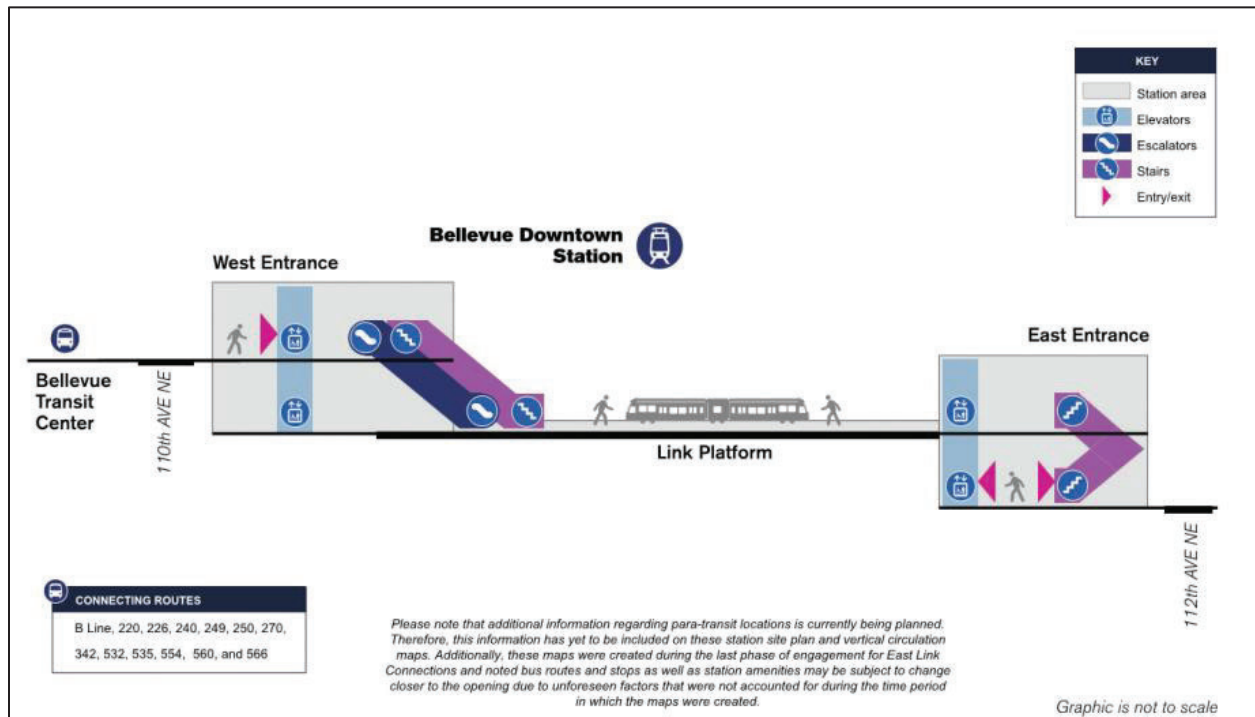 KEY
Station area
Elevators
Escalators
Stairs
Entry/exit
Bellevue Downtown
Station
West Entrance
East Entrance
Bellevue
Transit
Center
110th AVE NE
Link Platform
112th AVE NE
CONNECTING ROUTES
B Line, 220, 226, 240, 249, 250, 270,
342, 532, 535, 554, 560, and 566
Please note that additional information regarding para-transit locations is currently being planned.
Therefore, this information has yet to be included on these station site plan and vertical circulation
maps. Additionally, these maps were created during the last phase of engagement for East Link
Connections and noted bus routes and stops as well as station amenities may be subject to change
closer to the opening due to unforeseen factors that were not accounted for during the time period
in which the maps were created.
Graphic is not to scale